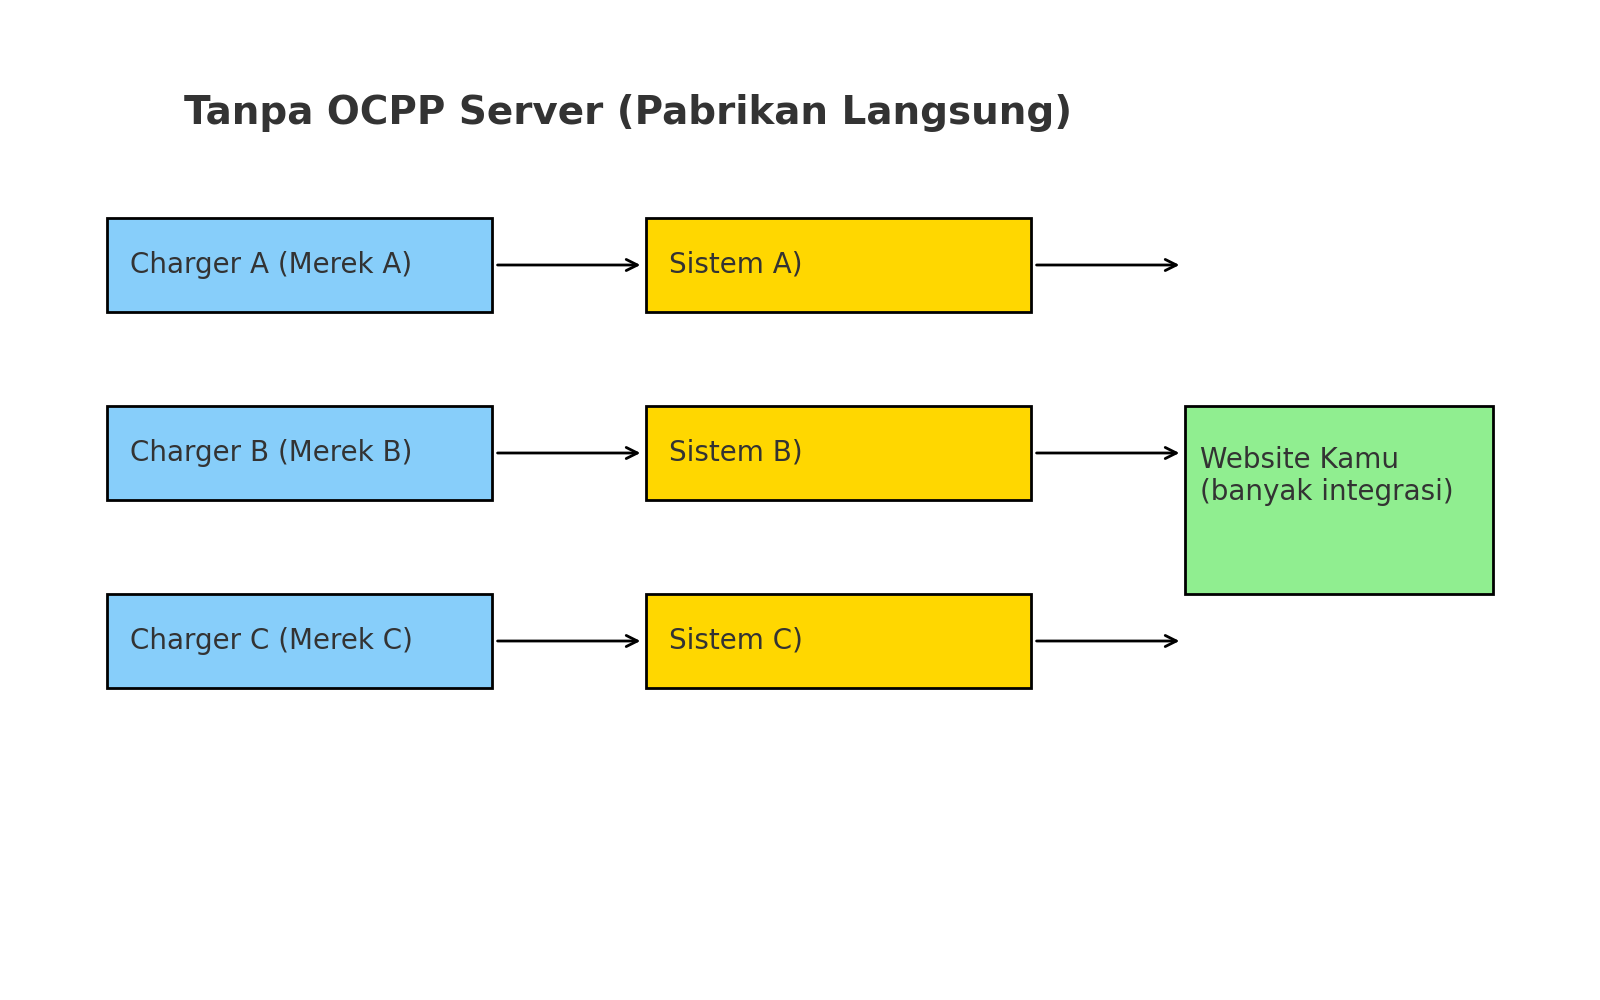 Tanpa OCPP Server (Pabrikan Langsung)
Charger A (Merek A)
Sistem A)
Charger B (Merek B)
Sistem B)
Website Kamu
(banyak integrasi)
Charger C (Merek C)
Sistem C)